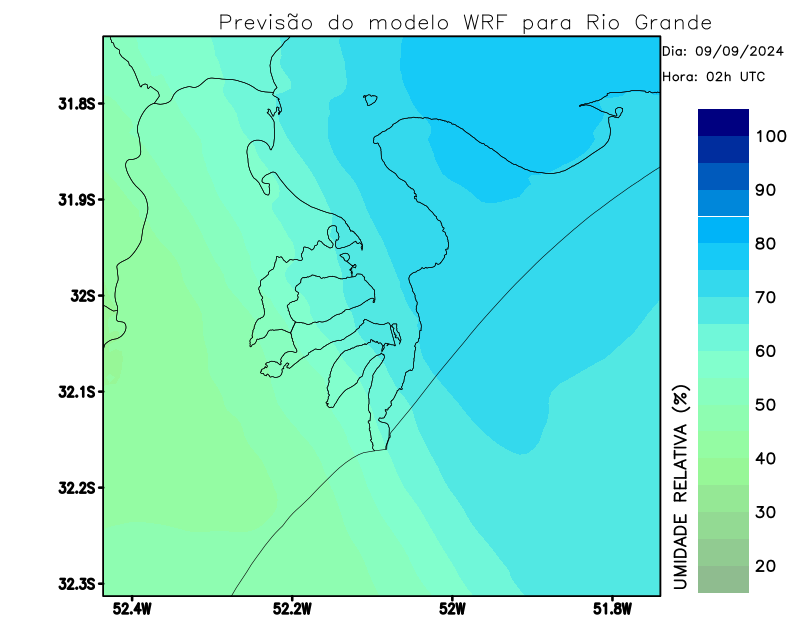 Previsão do modelo WRF para Rio Grande
Dia: 09/09/2024
Hora: 02h UTC
31.8S
31.9S
32S
32.1S
32.2S
32.3S
52.4W
52.2W
52W
51.8W
100
90
80
70
60
50
40
30
20
UMIDADE RELATIVA (%)